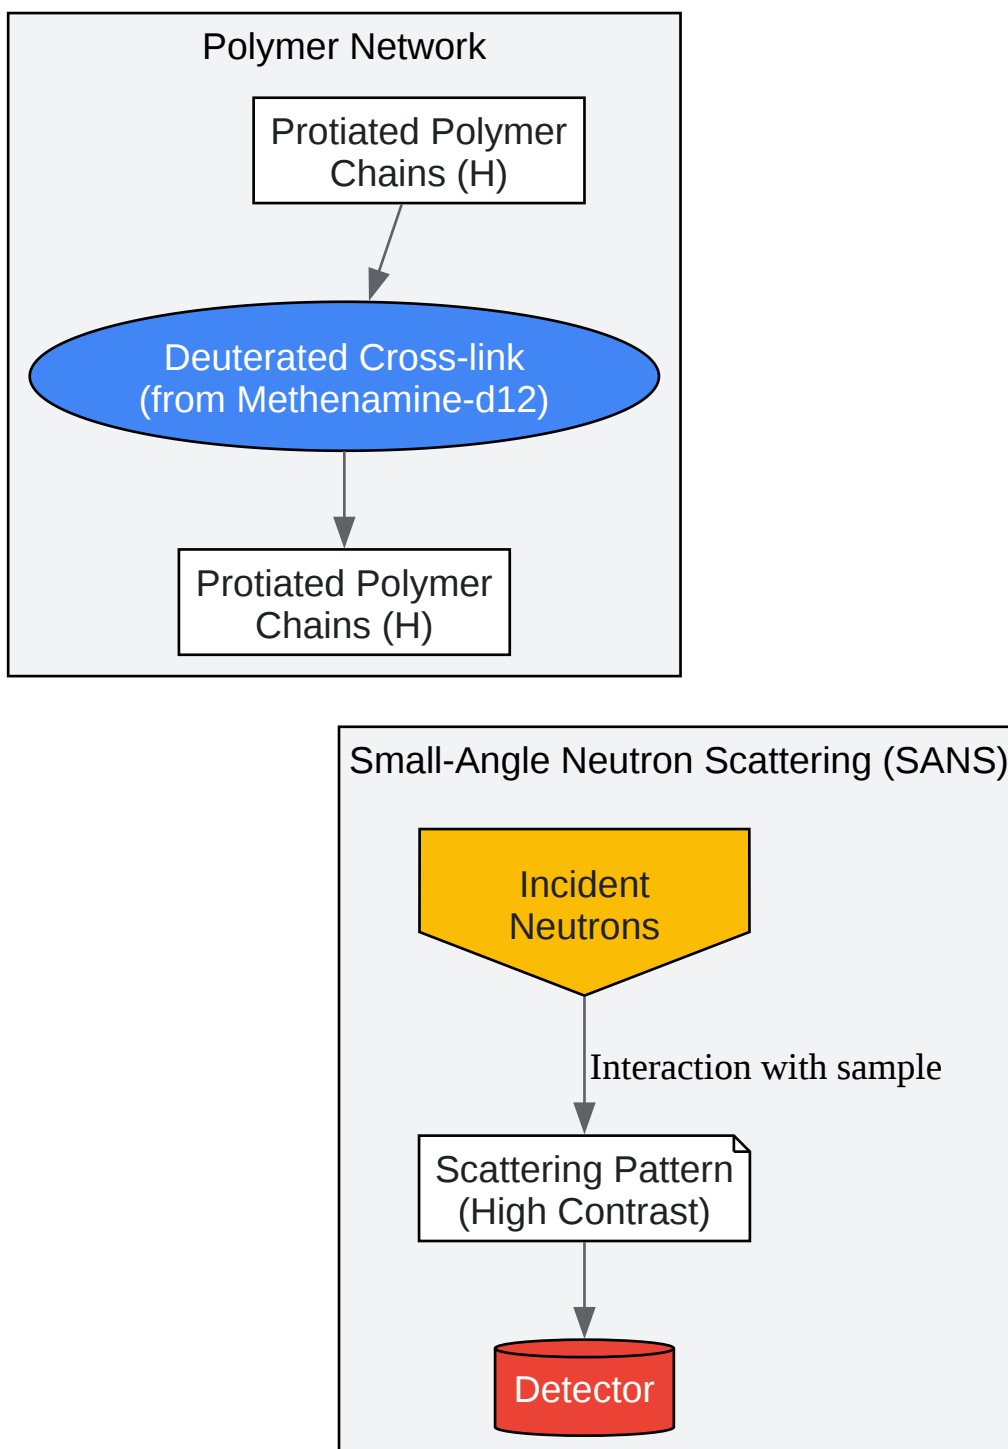 Polymer Network
Protiated Polymer
Chains (H)
Deuterated Cross-link
(from Methenamine-d12)
Protiated Polymer
Chains (H)
Small-Angle Neutron Scattering (SANS)
Incident
Neutrons
Interaction with sample
Scattering Pattern
(High Contrast)
Detector